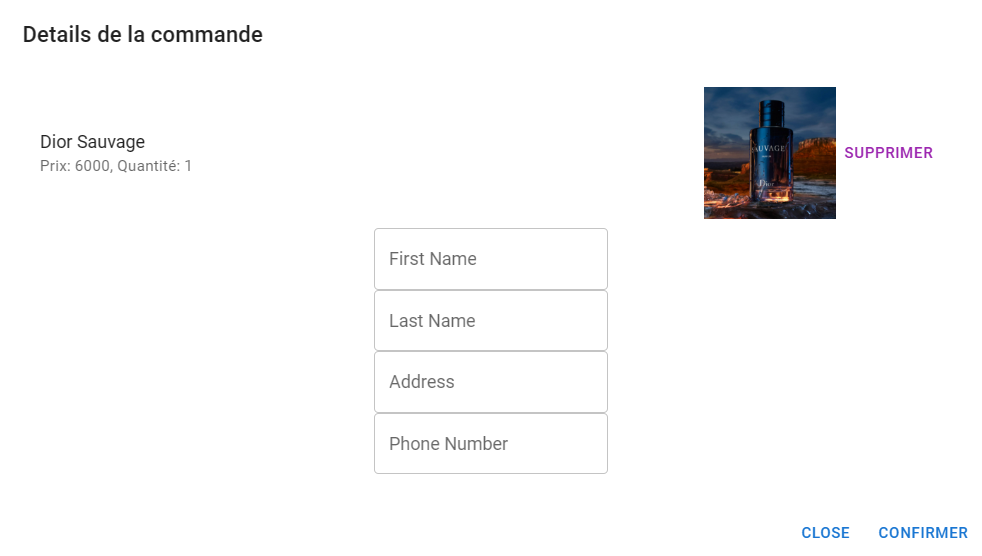 Details de la commande
Dior Sauvage
Prix: 6000, Quantité: 1
SAUVAGE
Dior
SUPPRIMER
First Name
Last Name
Address
Phone Number
CLOSE
CONFIRMER